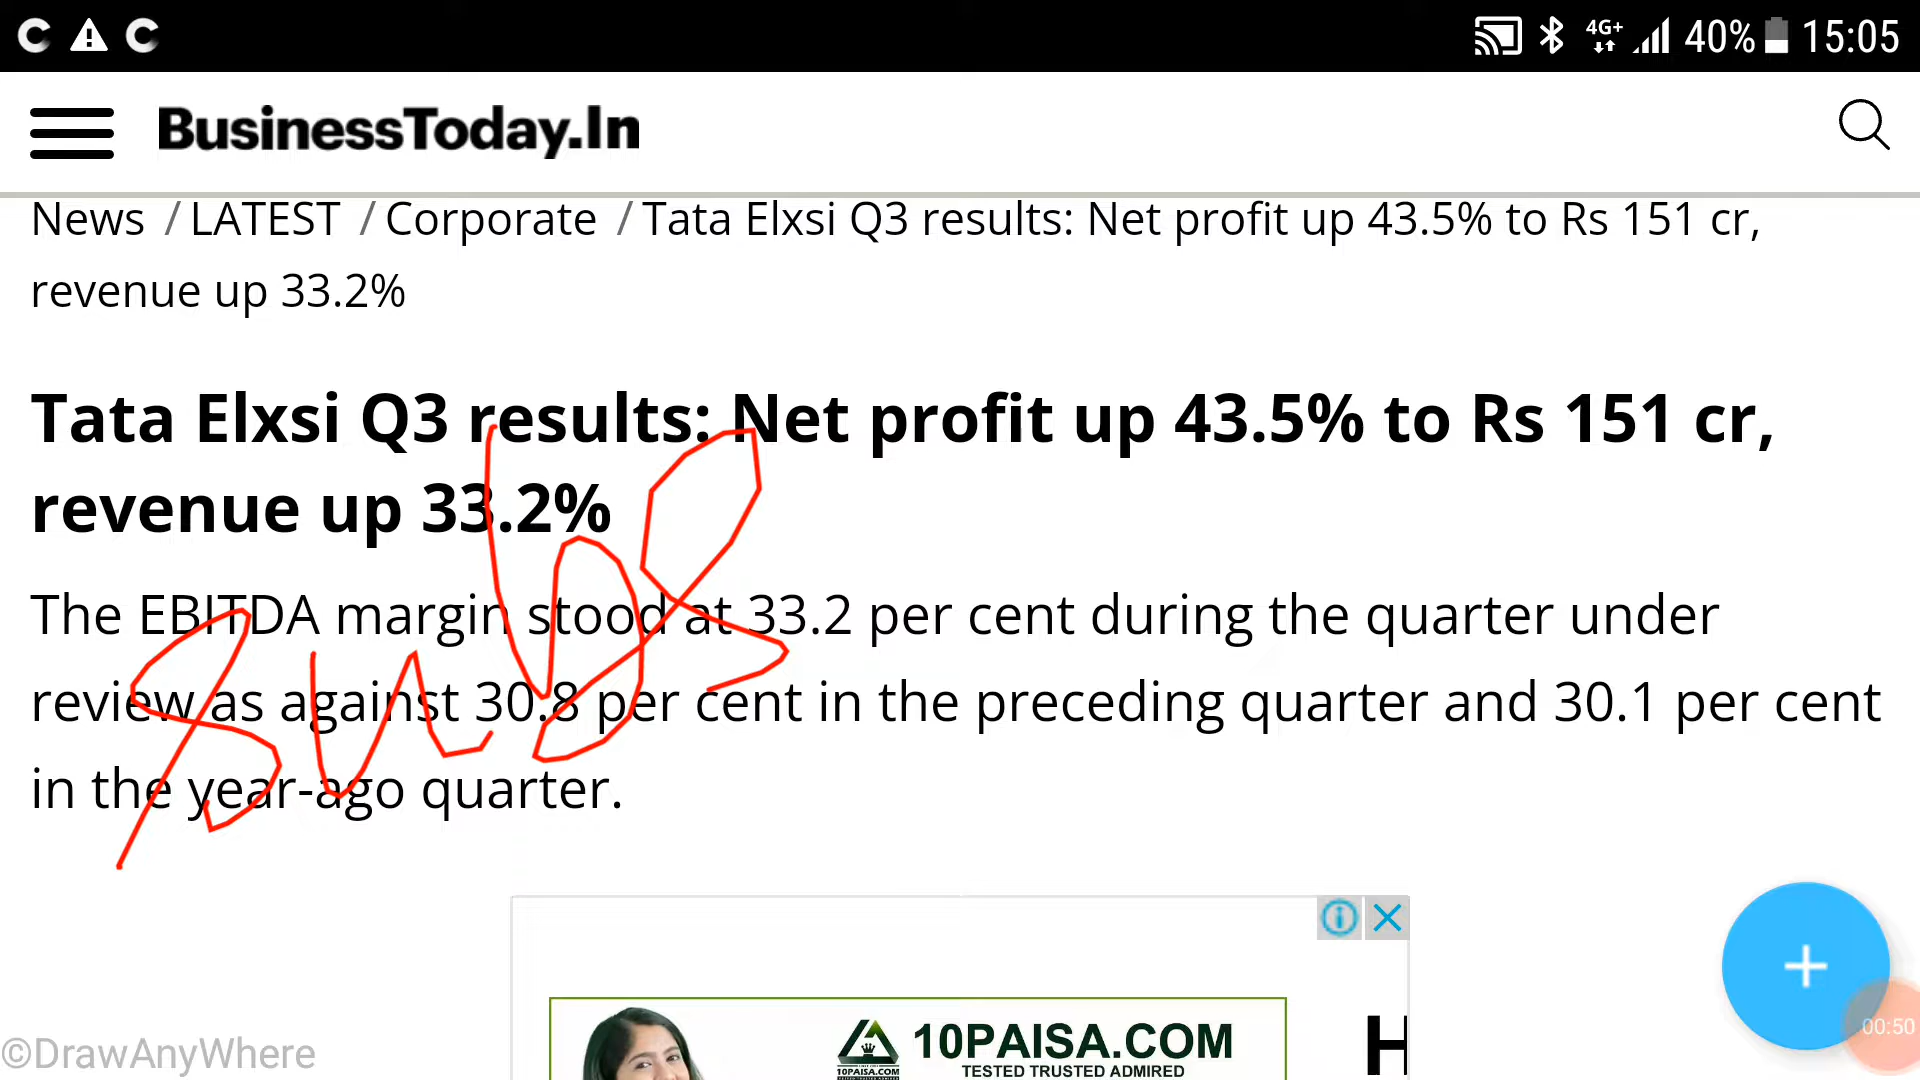 40% 15:05
4G+
BusinessToday.In
News / LATEST / Corporate / Tata Elxsi Q3 results: Net profit up 43.5% to Rs 151 cr,
revenue up 33.2%
Tata Elxsi Q3 results: Net profit up 43.5% to Rs 151 cr,
revenue up 33.2%
The EBITDA margin stood at 33.2 per cent during the quarter under
review as against 30.8 per cent in the preceding quarter and 30.1 per cent
in the year-ago quarter.
subs
10PAISA.COM
TESTED TRUSTED ADMIRED
10PAISA.COM
H
00:50
©DrawAnyWhere